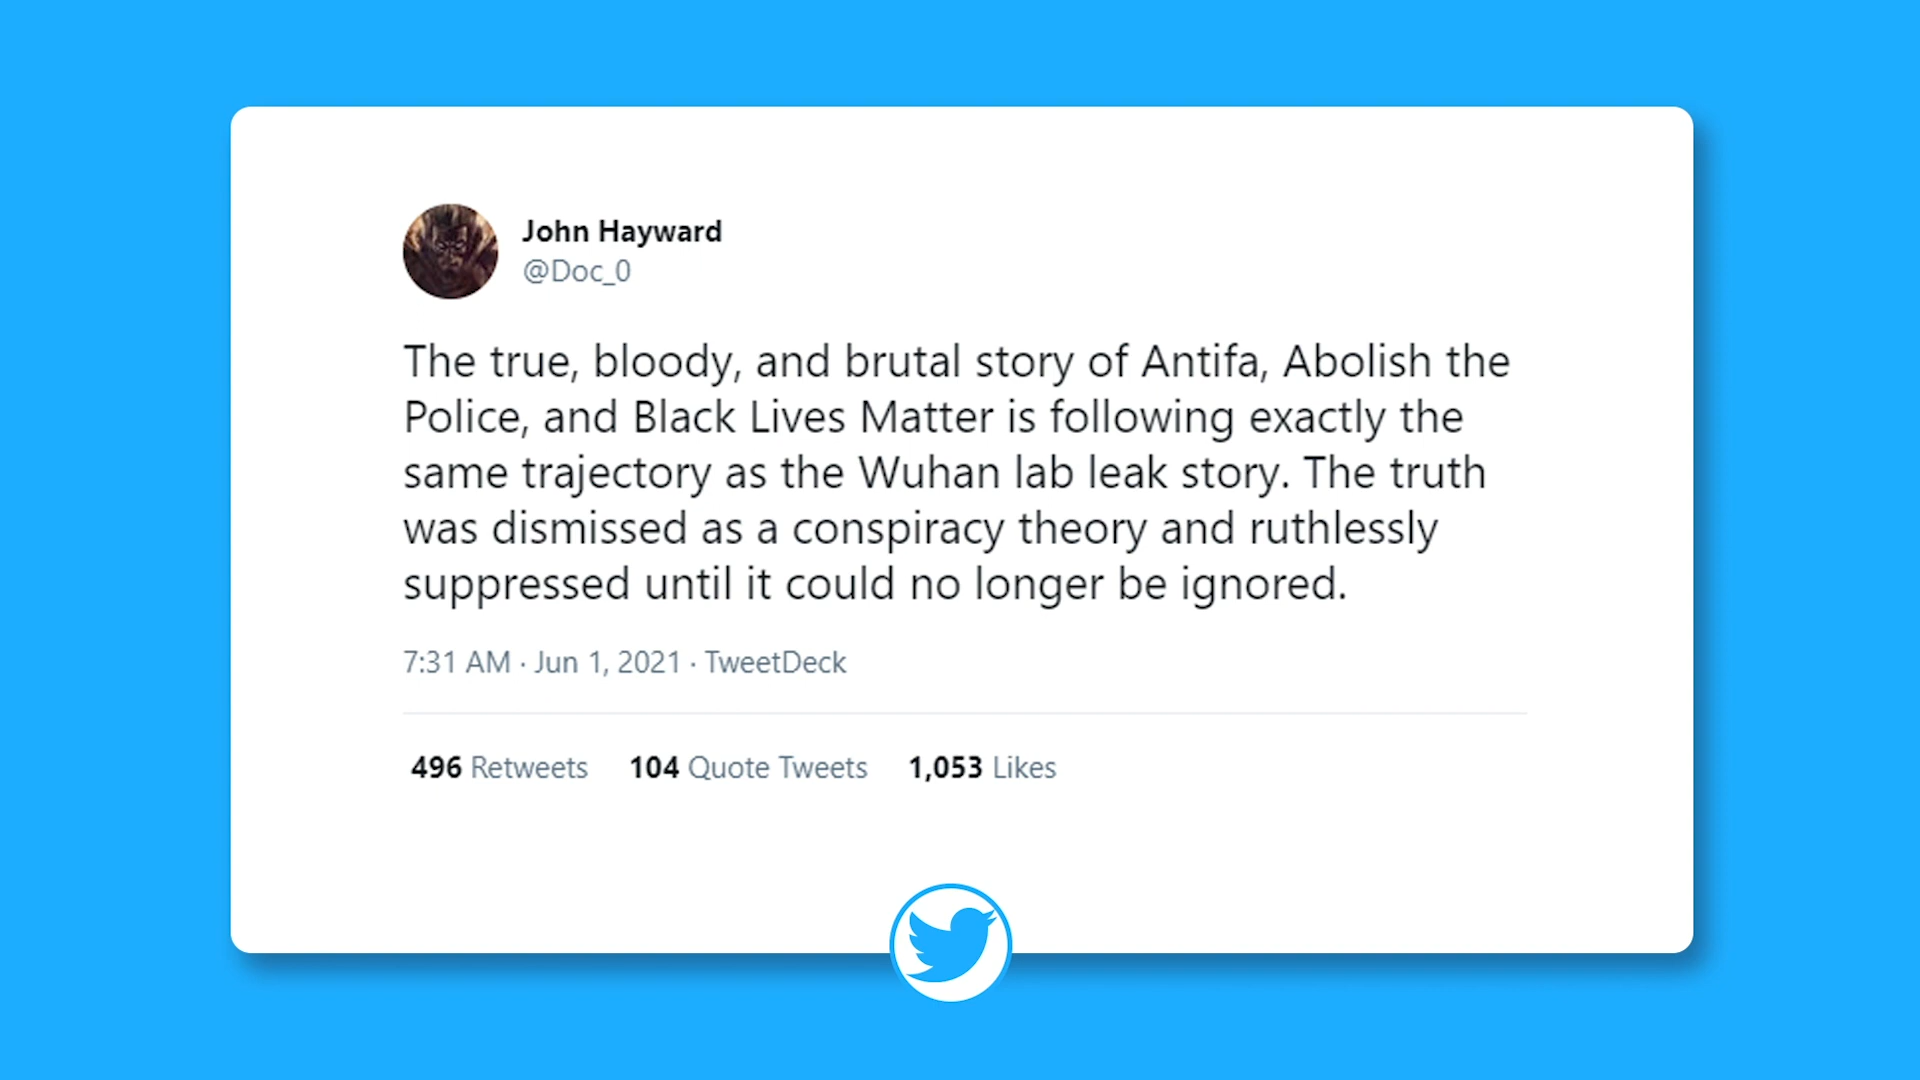 John Hayward
@Doc_0
The true, bloody, and brutal story of Antifa, Abolish the
Police, and Black Lives Matter is following exactly the
same trajectory as the Wuhan lab leak story. The truth
was dismissed as a conspiracy theory and ruthlessly
suppressed until it could no longer be ignored.
7:31 AM · Jun 1, 2021 · TweetDeck
496 Retweets 104 Quote Tweets 1,053 Likes